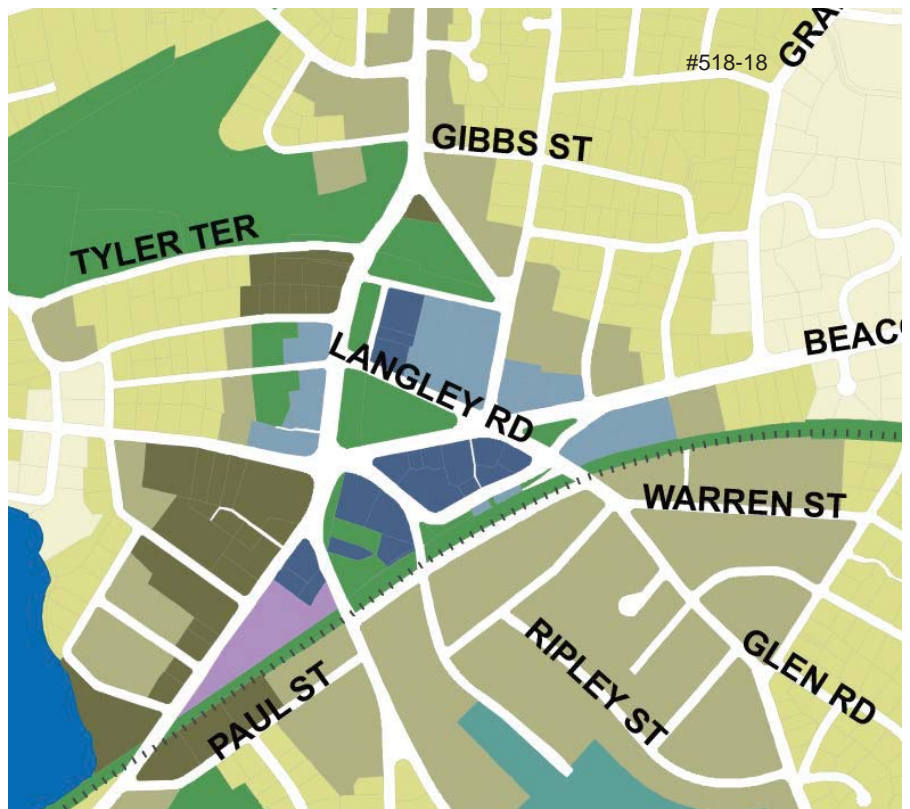 #518-18
GIBBS ST
TYLER TER
LANGLEY RD
WARREN ST
RIPLEY ST
GLEN RD
PAUL ST